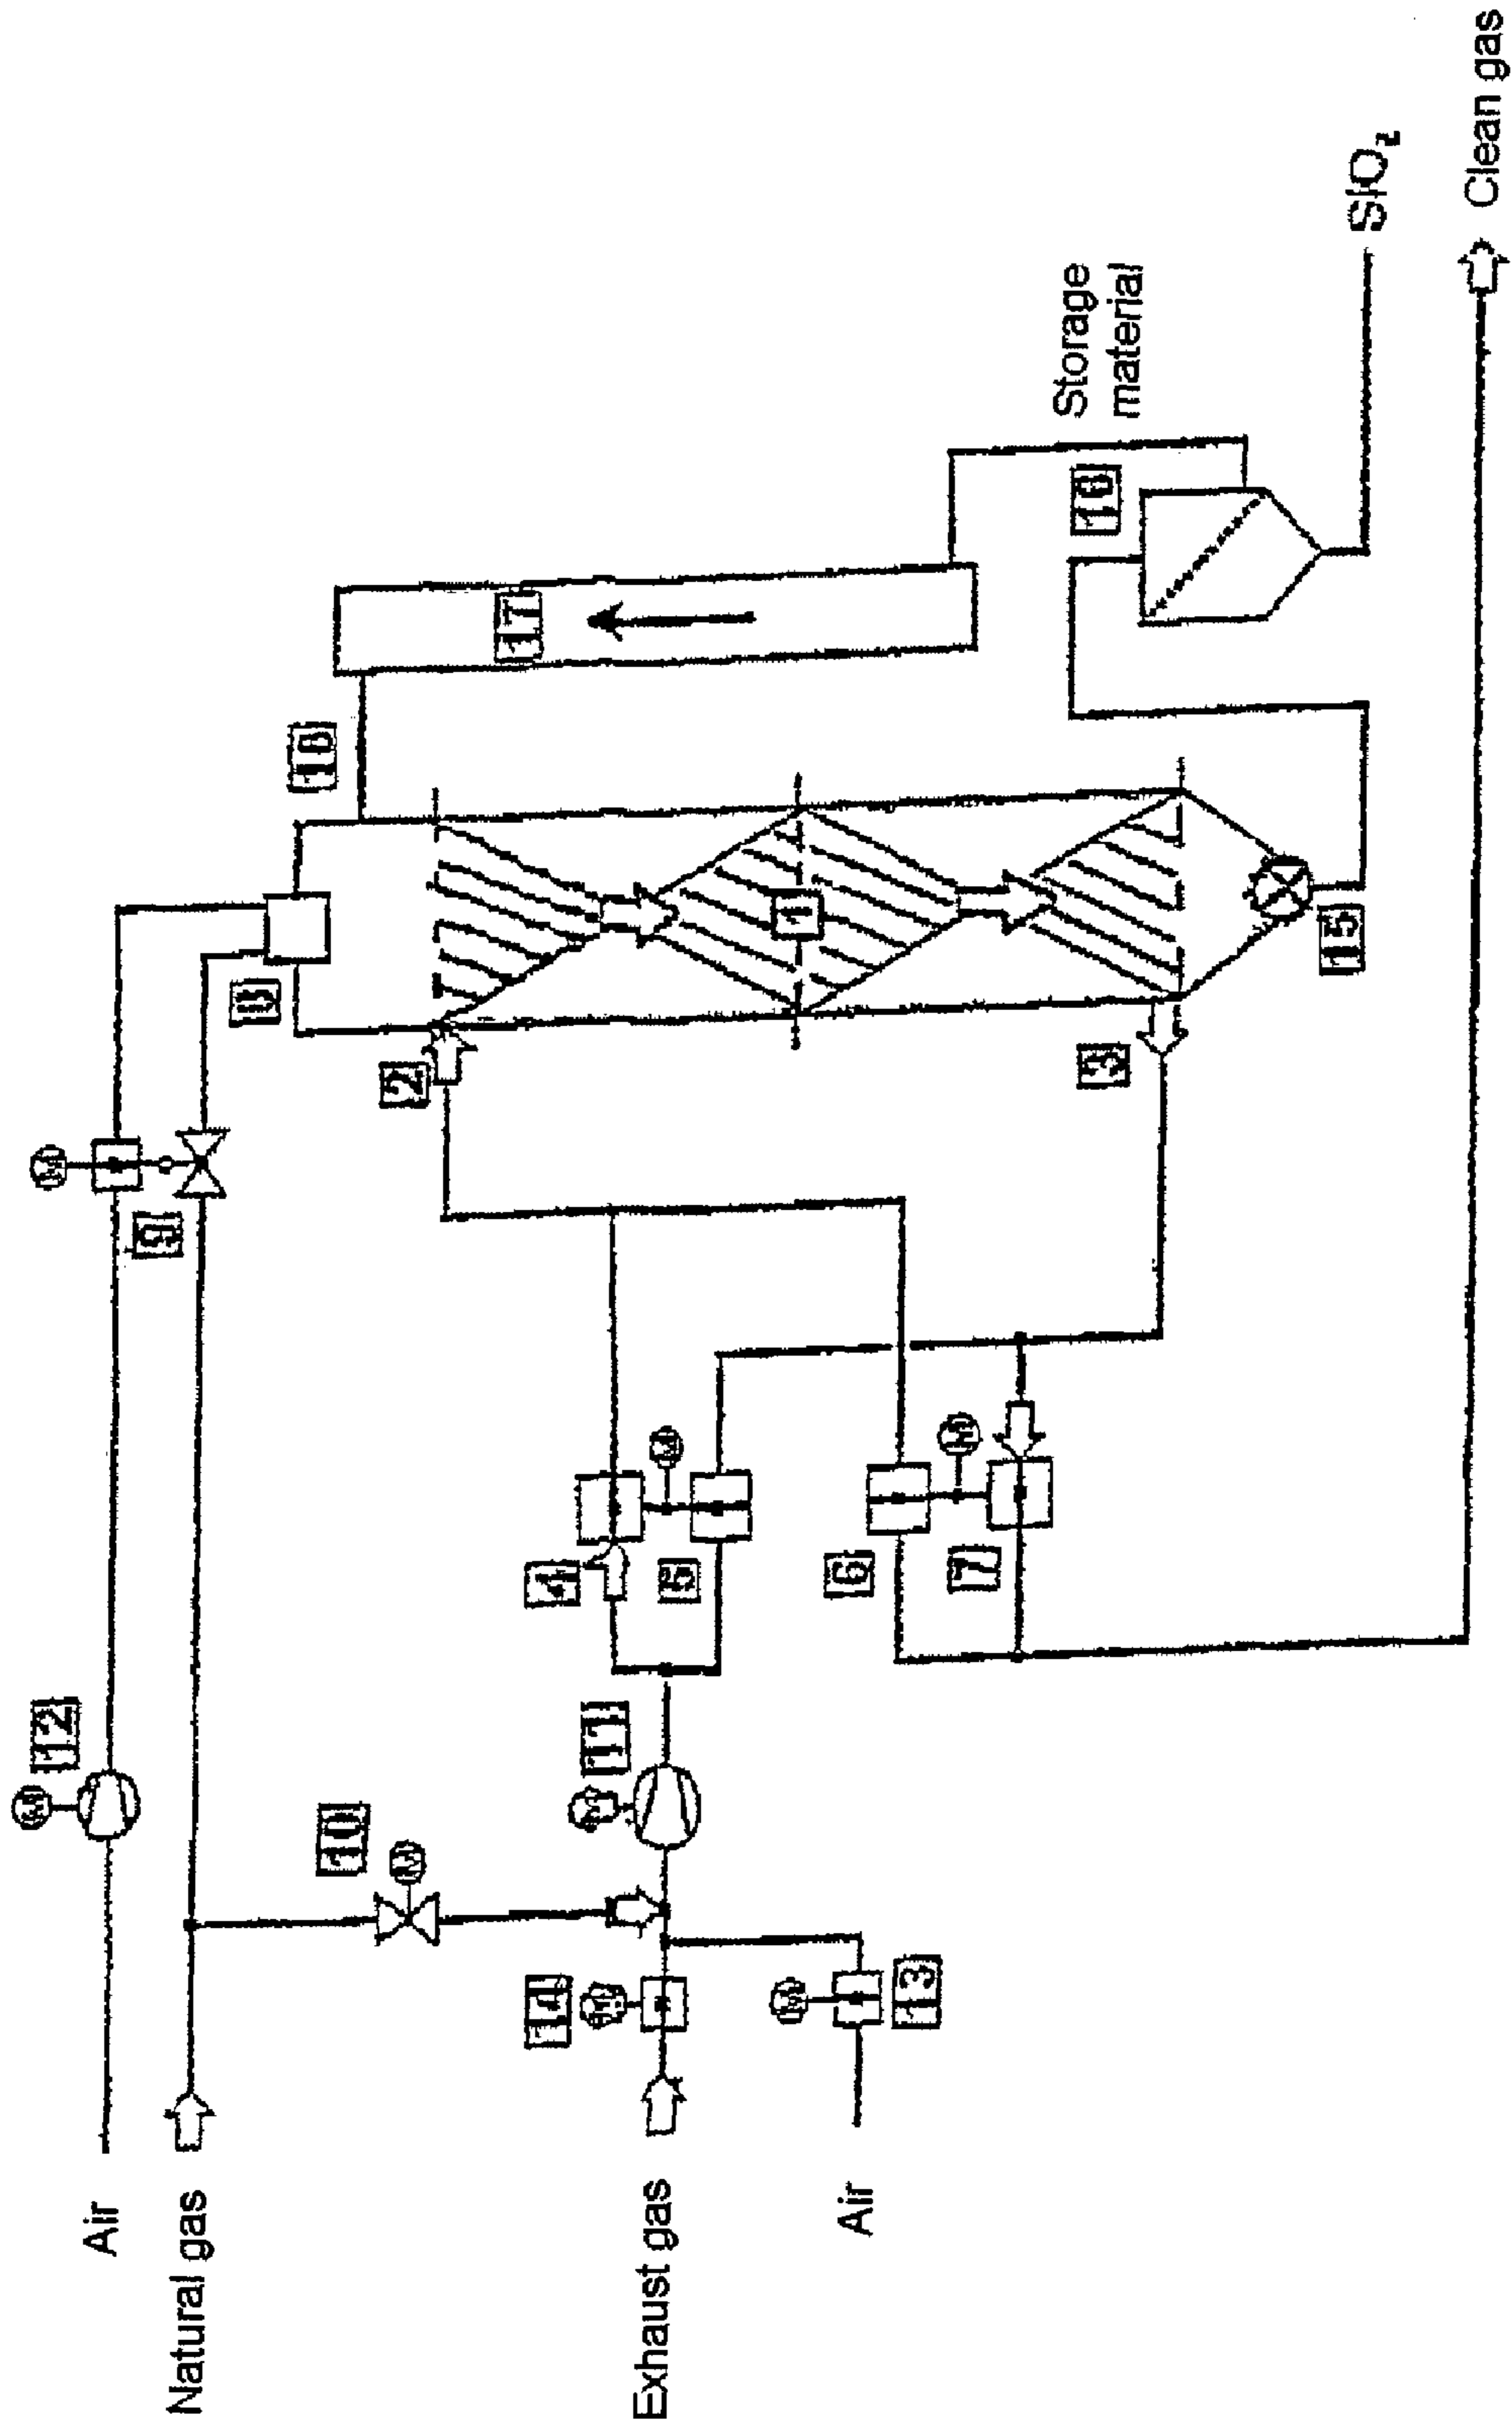 M
M
12
Air
9
Natural gas
8
16
10
M
2
17
14
4
M
M
11
Exhaust gas
M
5
M
1
6
Air
13
M
7
3
18
Storage
material
15
SiO₂
Clean gas